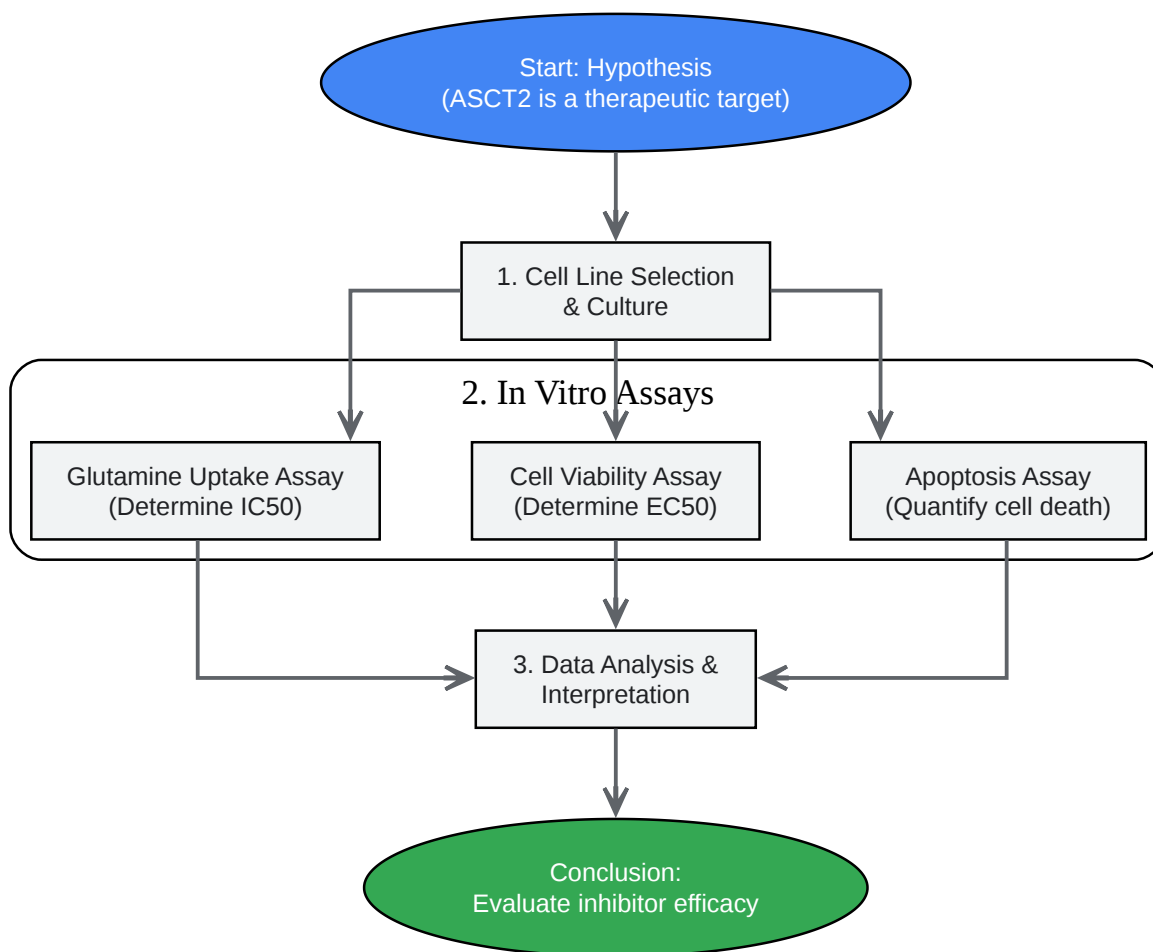 Start: Hypothesis
(ASCT2 is a therapeutic target)
1. Cell Line Selection
& Culture
2. In Vitro Assays
Glutamine Uptake Assay
(Determine IC50)
Cell Viability Assay
(Determine EC50)
Apoptosis Assay
(Quantify cell death)
3. Data Analysis &
Interpretation
Conclusion:
Evaluate inhibitor efficacy